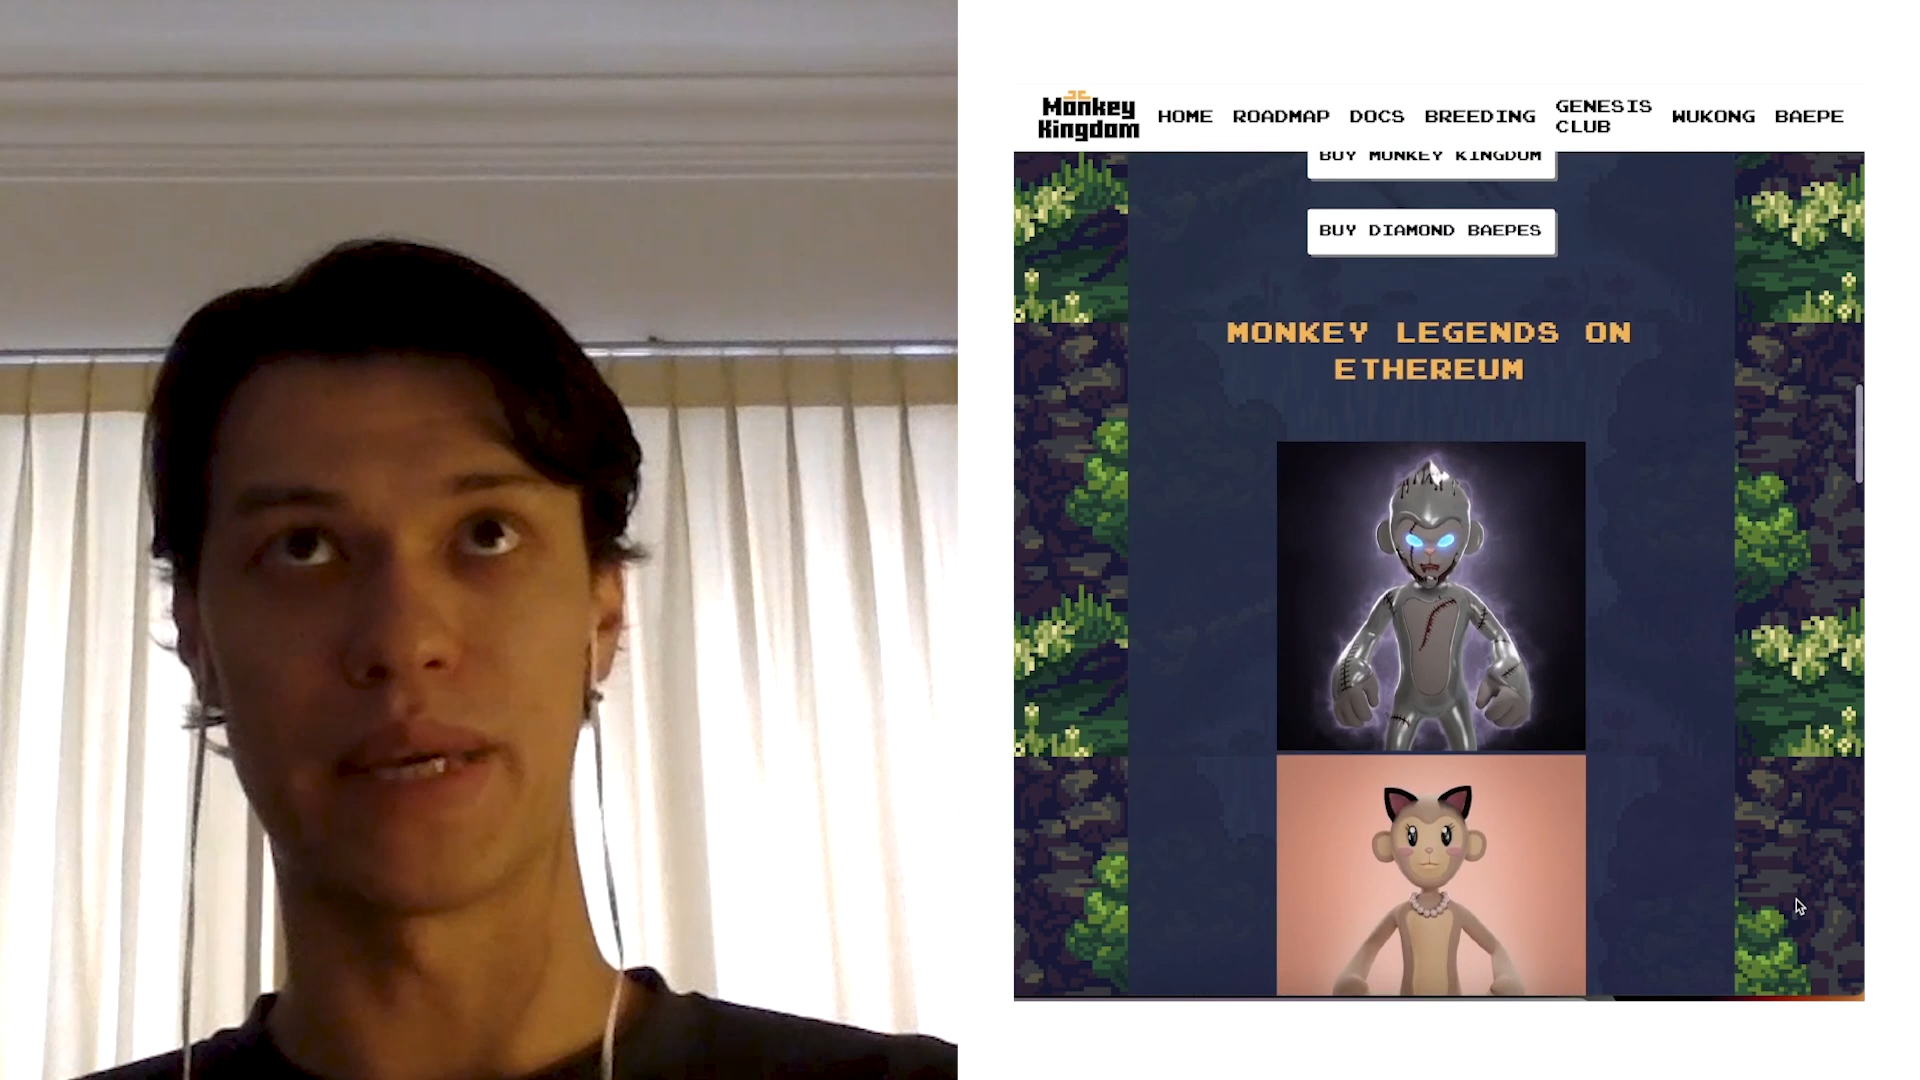 Monkey
Kingdom
HOME ROADMAP DOCS BREEDING GENESIS CLUB WUKONG BAEPE
BUY MONKEY KINGDOM
BUY DIAMOND BAEPES
MONKEY LEGENDS ON
ETHEREUM